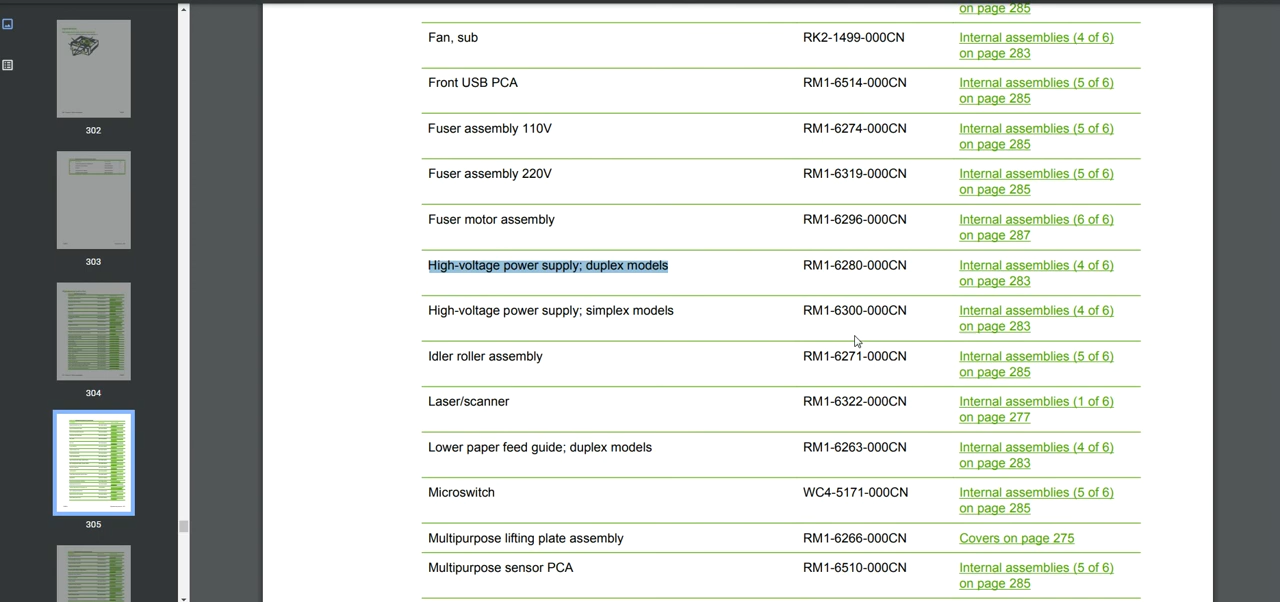 on page 285
Fan, sub RK2-1499-000CN Internal assemblies (4 of 6)
on page 283
Front USB PCA RM1-6514-000CN Internal assemblies (5 of 6)
on page 285
Fuser assembly 110V RM1-6274-000CN Internal assemblies (5 of 6)
on page 285
Fuser assembly 220V RM1-6319-000CN Internal assemblies (5 of 6)
on page 285
Fuser motor assembly RM1-6296-000CN Internal assemblies (6 of 6)
on page 287
High-voltage power supply; duplex models RM1-6280-000CN Internal assemblies (4 of 6)
on page 283
High-voltage power supply; simplex models RM1-6300-000CN Internal assemblies (4 of 6)
on page 283
Idler roller assembly RM1-6271-000CN Internal assemblies (5 of 6)
on page 285
Laser/scanner RM1-6322-000CN Internal assemblies (1 of 6)
on page 277
Lower paper feed guide; duplex models RM1-6263-000CN Internal assemblies (4 of 6)
on page 283
Microswitch WC4-5171-000CN Internal assemblies (5 of 6)
on page 285
Multipurpose lifting plate assembly RM1-6266-000CN Covers on page 275
Multipurpose sensor PCA RM1-6510-000CN Internal assemblies (5 of 6)
on page 285
302
303
304
305